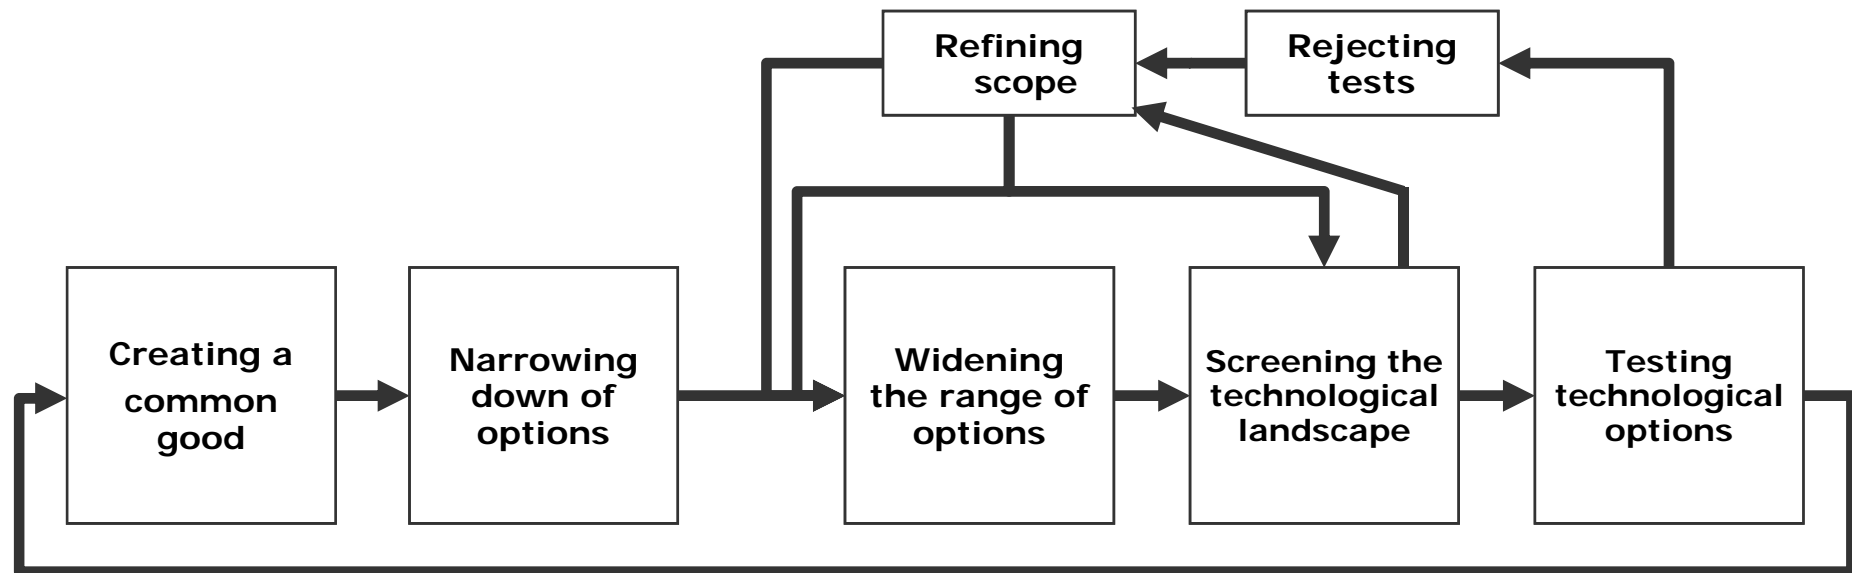 Refining
scope
Rejecting
tests
Creating a
common
good
Narrowing
down of
options
Widening
the range of
options
Screening the
technological
landscape
Testing
technological
options